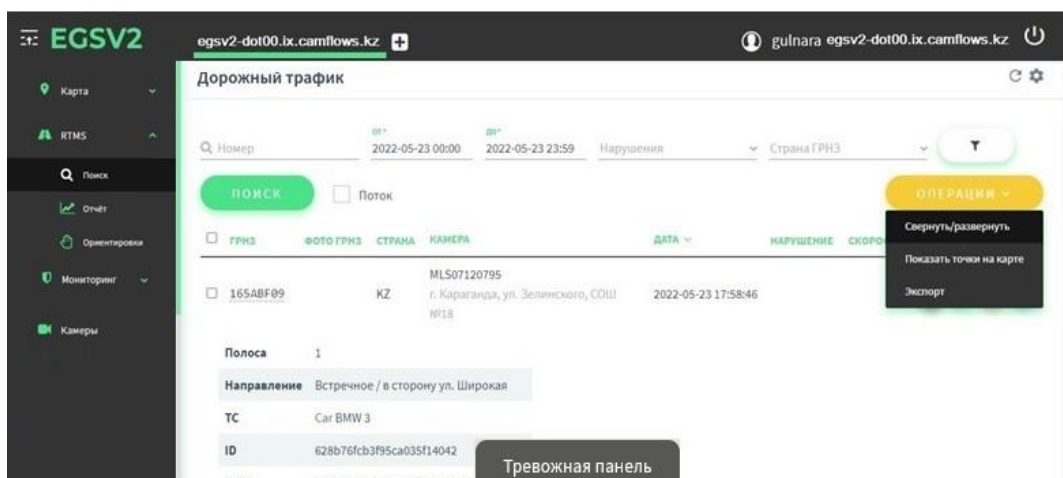 EGSV2
egsv2-dot00.ix.camflows.kz
gulnara egsv2-dot00.ix.camflows.kz
Карта
RTMS
Поиск
Отчёт
Ориентировки
Мониторинг
Камеры
Дорожный трафик
Номер
от*
2022-05-23 00:00
до*
2022-05-23 23:59
Нарушения
Страна ГРНЗ
ПОИСК
Поток
ОПЕРАЦИИ
Свернуть/развернуть
Показать точки на карте
Экспорт
ГРНЗ ФОТО ГРНЗ СТРАНА КАМЕРА ДАТА НАРУШЕНИЕ
165ABF09 KZ MLS07120795
г. Караганда, ул. Зелинского, СОШ 2022-05-23 17:58:46
№18
Полоса 1
Направление Встречное / в сторону ул. Широкая
ТС Car BMW 3
ID 628b76fcb3f95ca035f14042
Тревожная панель